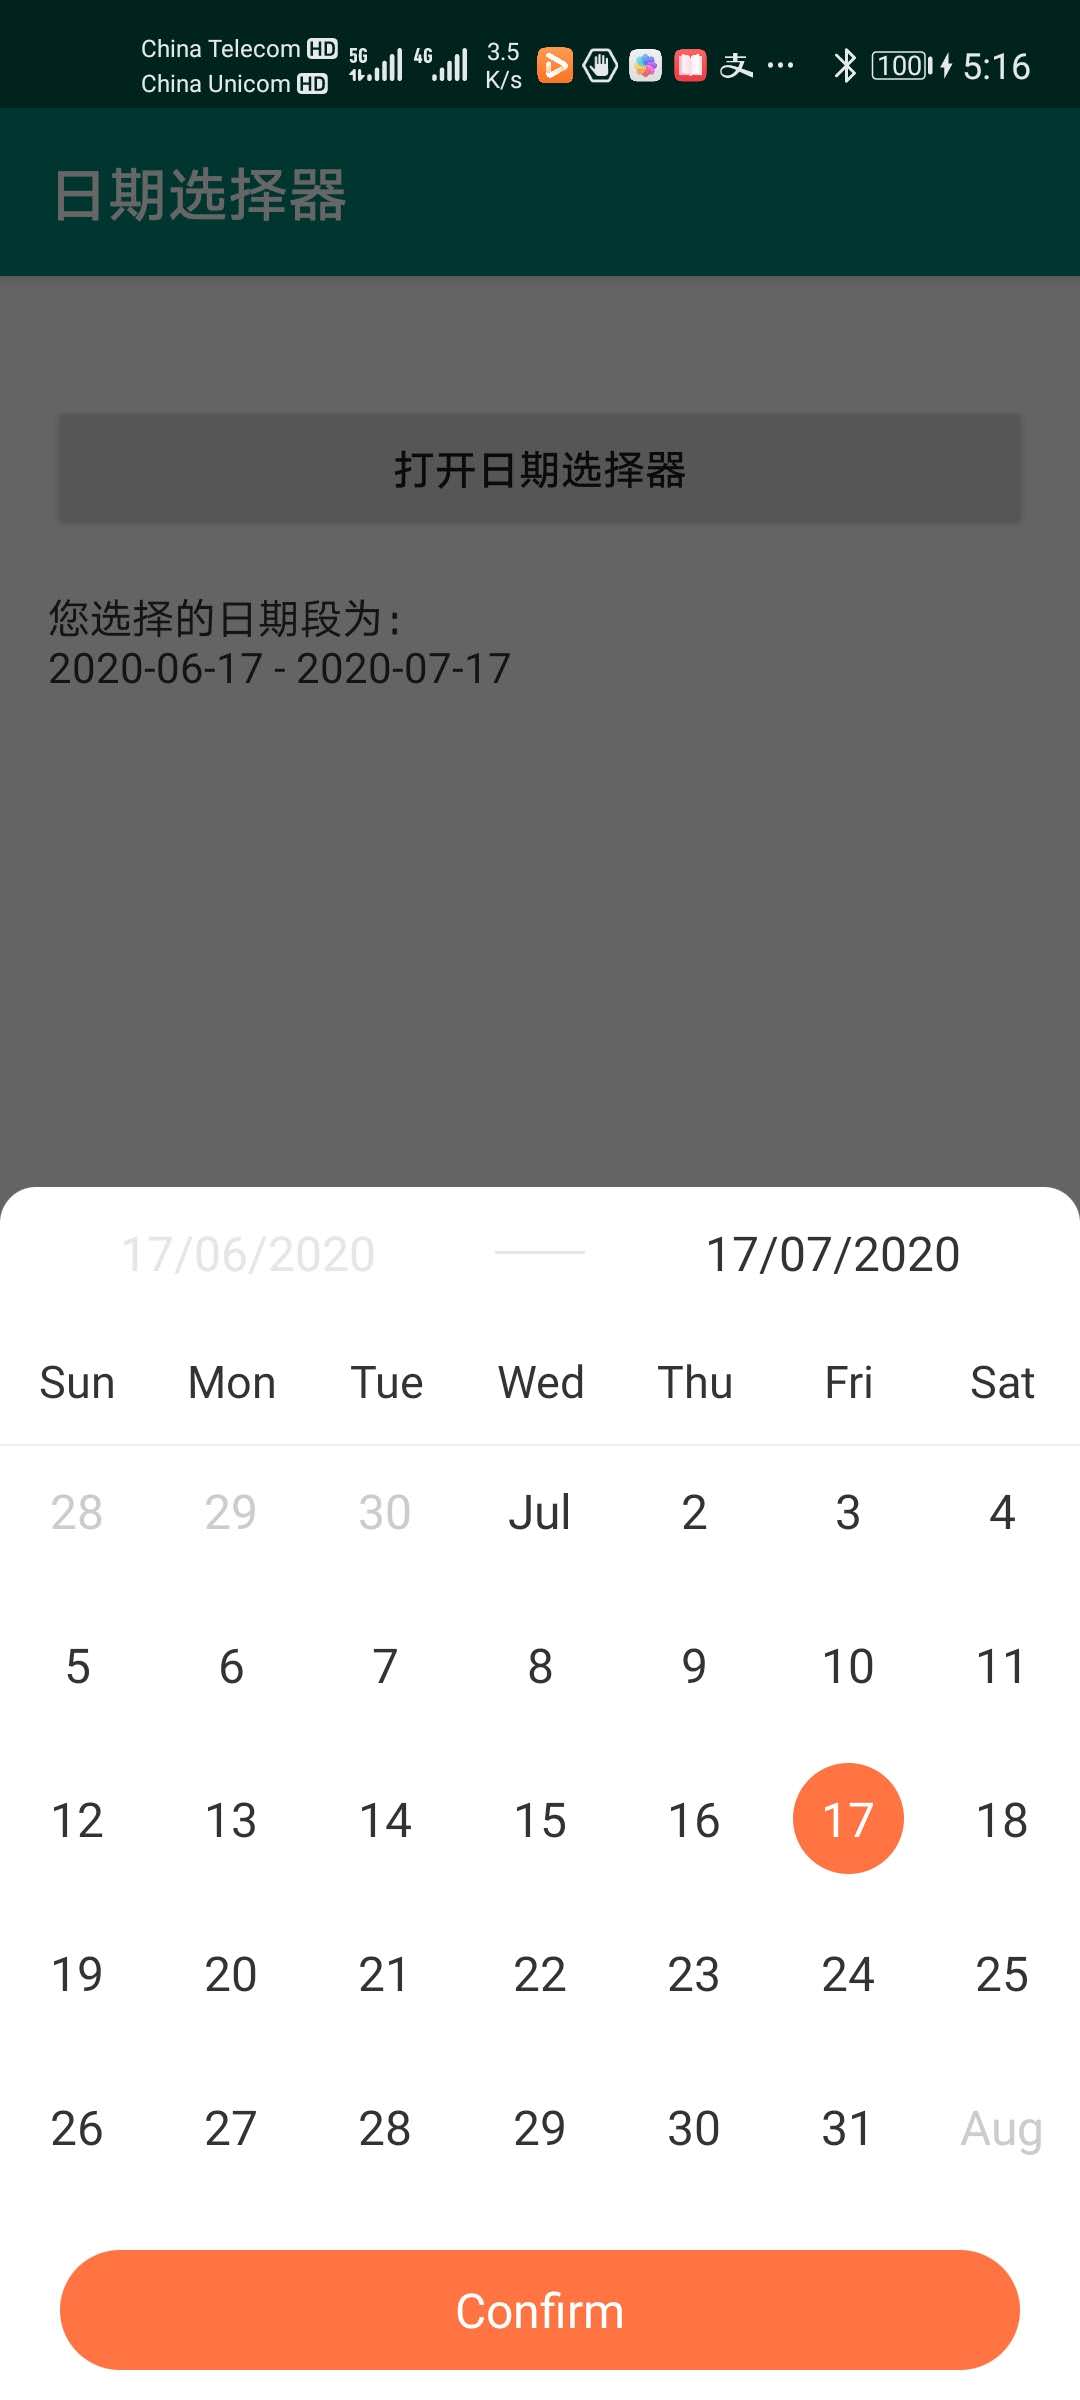 China Telecom HD
China Unicom HD
5G 4G 3.5 K/s 支 100 5:16
日期选择器
打开日期选择器
您选择的日期段为：
2020-06-17 - 2020-07-17
17/06/2020 17/07/2020
Sun Mon Tue Wed Thu Fri Sat
28 29 30 Jul 2 3 4
5 6 7 8 9 10 11
12 13 14 15 16 17 18
19 20 21 22 23 24 25
26 27 28 29 30 31 Aug
Confirm